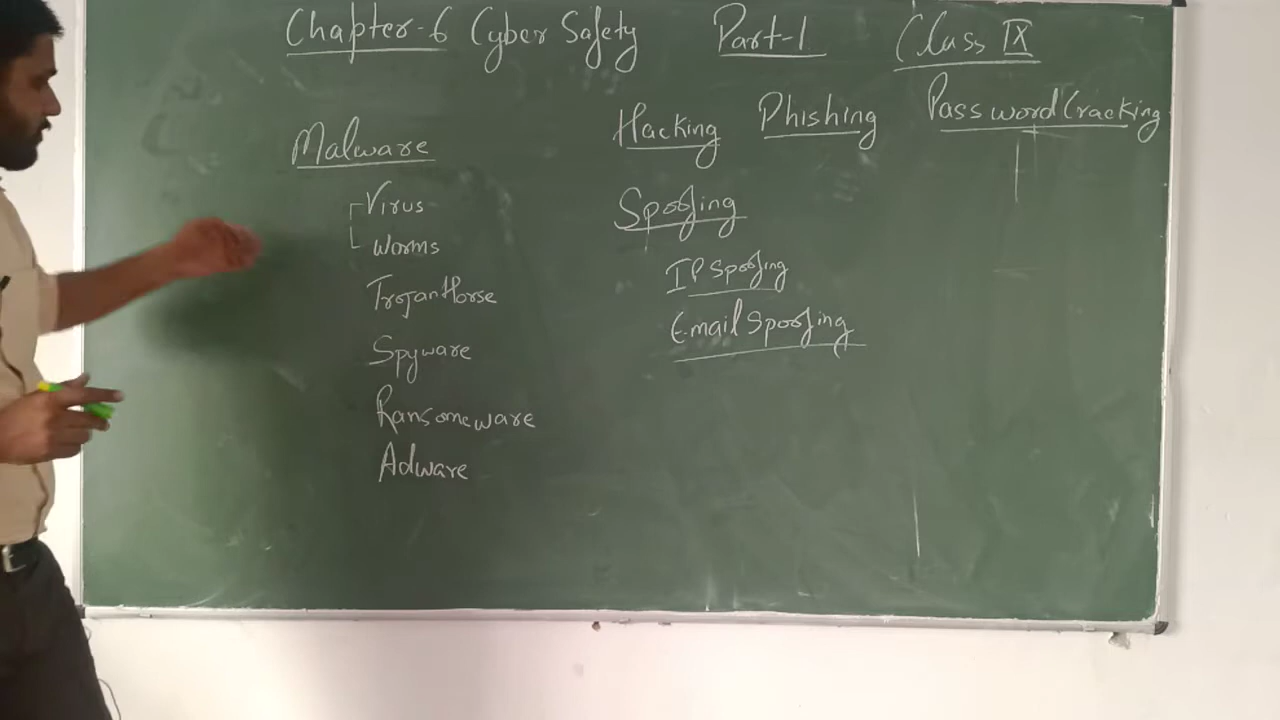 Chapter-6 Cyber Safety Part-1 Class IX
Malware
Virus
Worms
Trojan Horse
Spyware
Ransomeware
Adware
Hacking Phishing Password Cracking
Spoofing
IP Spoofing
Email Spoofing